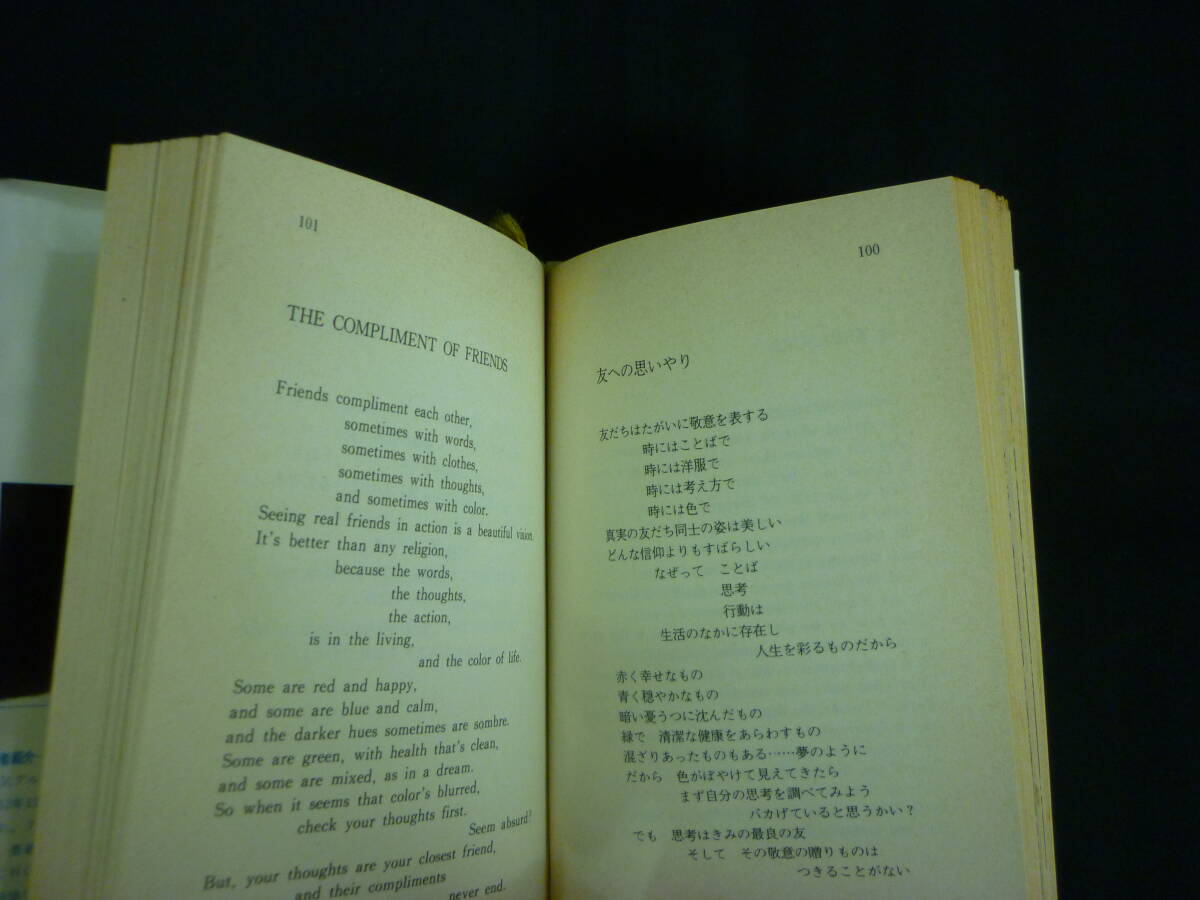 101
THE COMPLIMENT OF FRIENDS
Friends compliment each other,
sometimes with words,
sometimes with clothes,
sometimes with thoughts,
and sometimes with color.
Seeing real friends in action is a beautiful vision.
It's better than any religion,
because the words,
the thoughts,
the action,
is in the living,
and the color of life.
Some are red and happy,
and some are blue and calm,
and the darker hues sometimes are sombre.
Some are green, with health that's clean,
and some are mixed, as in a dream.
So when it seems that color's blurred,
check your thoughts first.
Seem absurd?
But, your thoughts are your closest friend,
and their compliments
never end.
100
友への思いやり
友だちはたがいに敬意を表する
時にはことばで
時には洋服で
時には考え方で
時には色で
真実の友だち同士の姿は美しい
どんな信仰よりもすばらしい
なぜって ことば
思考
行動は
生活のなかに存在し
人生を彩るものだから
赤く幸せなもの
青く穏やかなもの
暗い憂うつに沈んだもの
緑で 清潔な健康をあらわすもの
混ざりあったものもある……夢のように
だから 色がぼやけて見えてきたら
まず自分の思考を調べてみよう
バカげていると思うかい？
でも 思考はきみの最良の友
そして その敬意の贈りものは
つきることがない